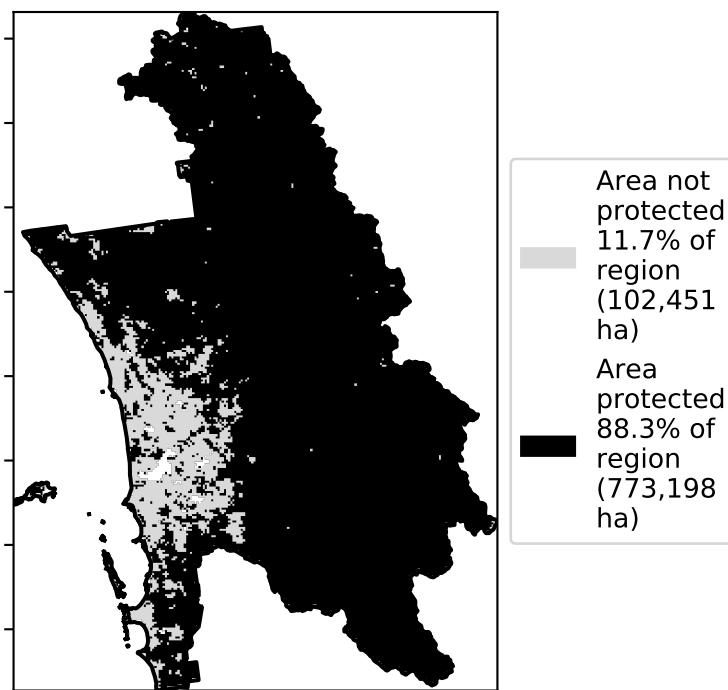 Area not
protected
11.7% of
region
(102,451
ha)
Area
protected
88.3% of
region
(773,198
ha)